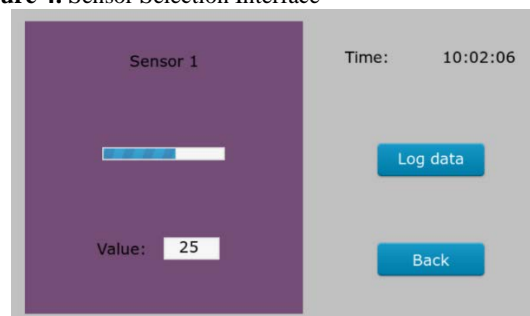 Sensor Selection Interface
Sensor 1
Time: 10:02:06
Log data
Value: 25
Back